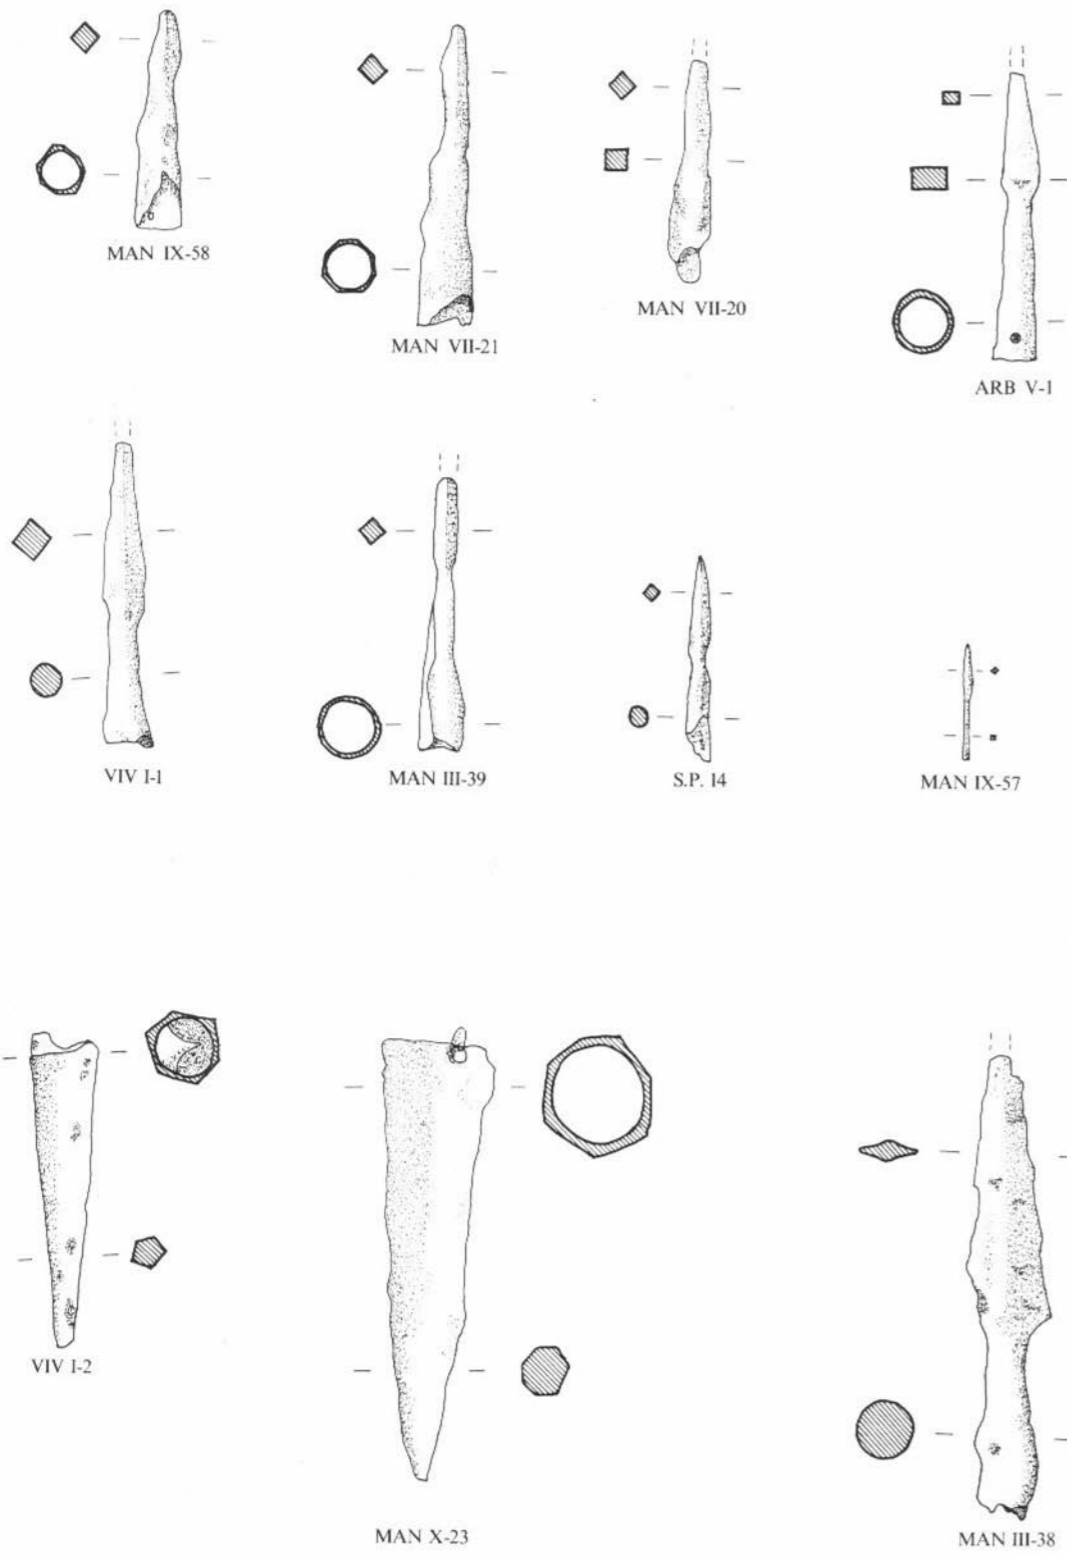 MAN IX-58
MAN VII-21
MAN VII-20
ARB V-1
VIV I-1
MAN III-39
S.P. 14
MAN IX-57
VIV I-2
MAN X-23
MAN III-38